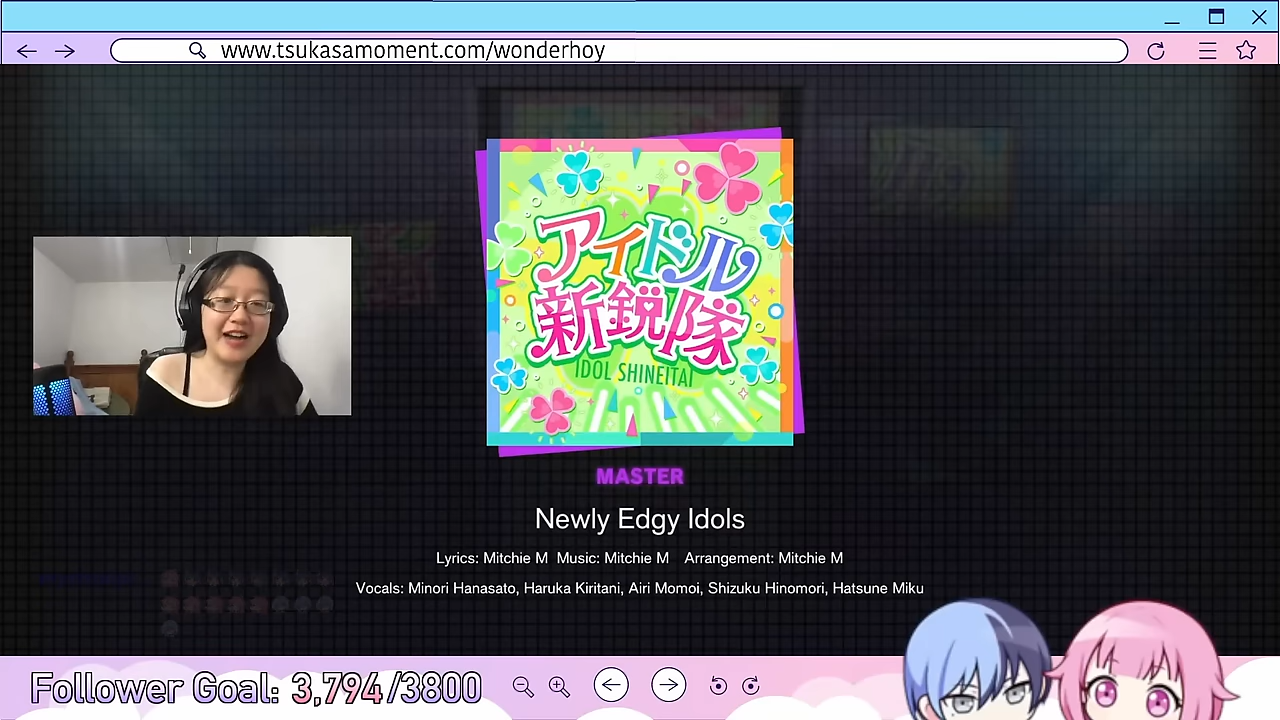 www.tsukasamoment.com/wonderhoy
アイドル
新鋭隊
IDOL SHINEITAI
MASTER
Newly Edgy Idols
Lyrics: Mitchie M Music: Mitchie M Arrangement: Mitchie M
Vocals: Minori Hanasato, Haruka Kiritani, Airi Momoi, Shizuku Hinomori, Hatsune Miku
Follower Goal: 3,794/3800